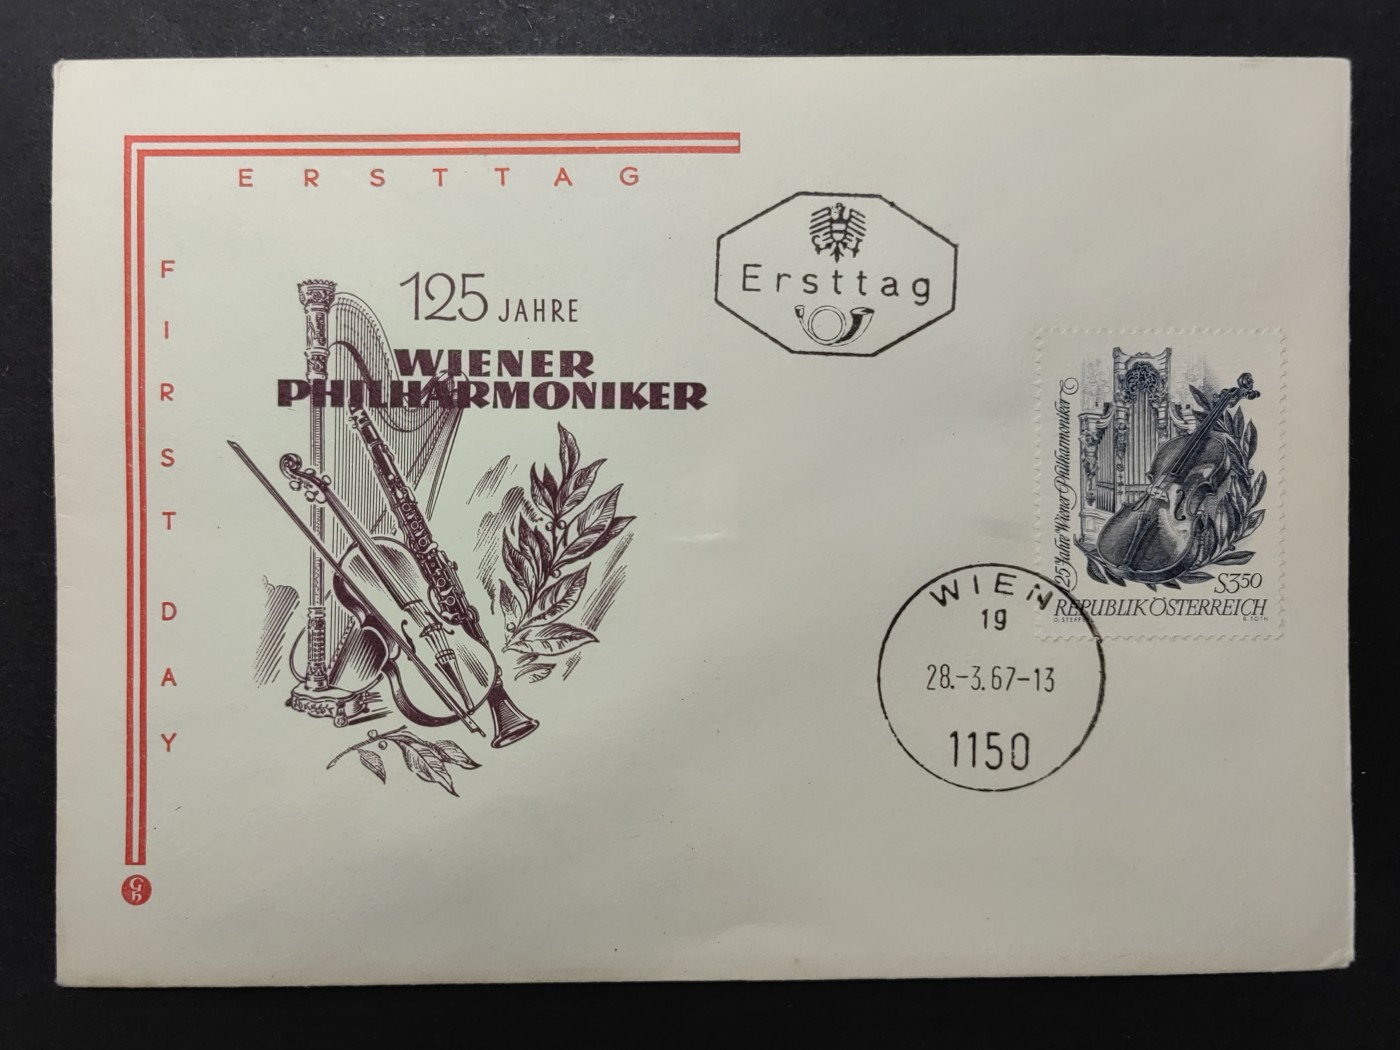 ERSTTAG
FIRST DAY
125 JAHRE
WIENER
PHILHARMONIKER
Ersttag
125 Jahre Wiener Philharmoniker
S3.50
REPUBLIK ÖSTERREICH
WIEN
19
28.-3.67-13
1150